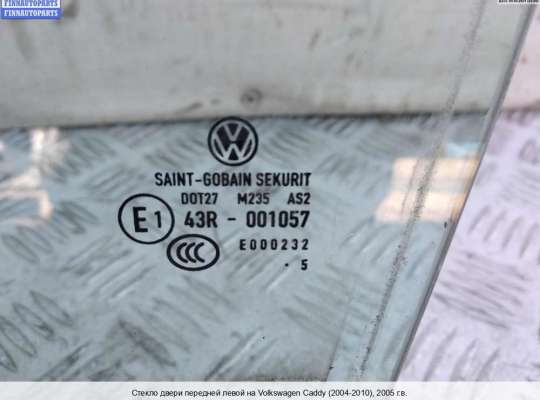 FINNAUTOPARTS
FINNAUTOPARTS
SAINT-GOBAIN SEKURIT
DOT27 M235 AS2
E1 43R - 001057
CCC E000232
· 5
Стекло двери передней левой на Volkswagen Caddy (2004-2010), 2005 г.в.